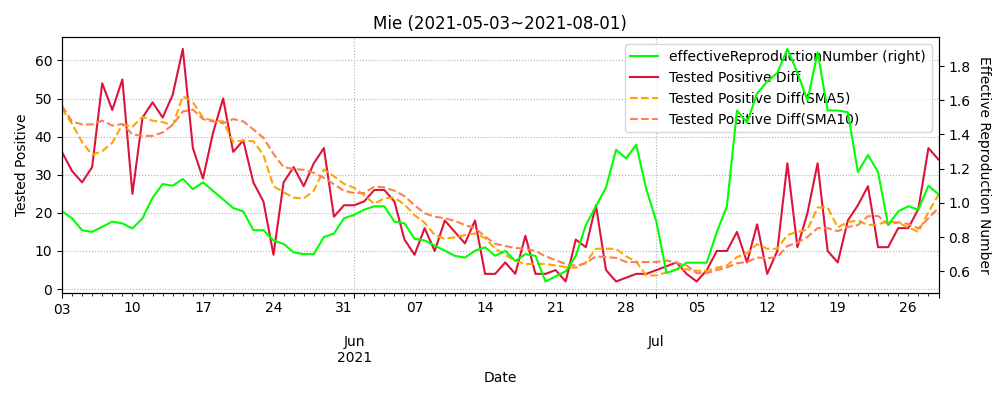 Mie (2021-05-03~2021-08-01)
effectiveReproductionNumber (right)
Tested Positive Diff
Tested Positive Diff(SMA5)
Tested Positive Diff(SMA10)
Tested Positive
60
50
40
30
20
10
0
1.8
1.6
1.4
1.2
1.0
0.8
0.6
Effective Reproduction Number
03 10 17 24 31 07 14 21 28 05 12 19 26
Jun Jul
2021
Date